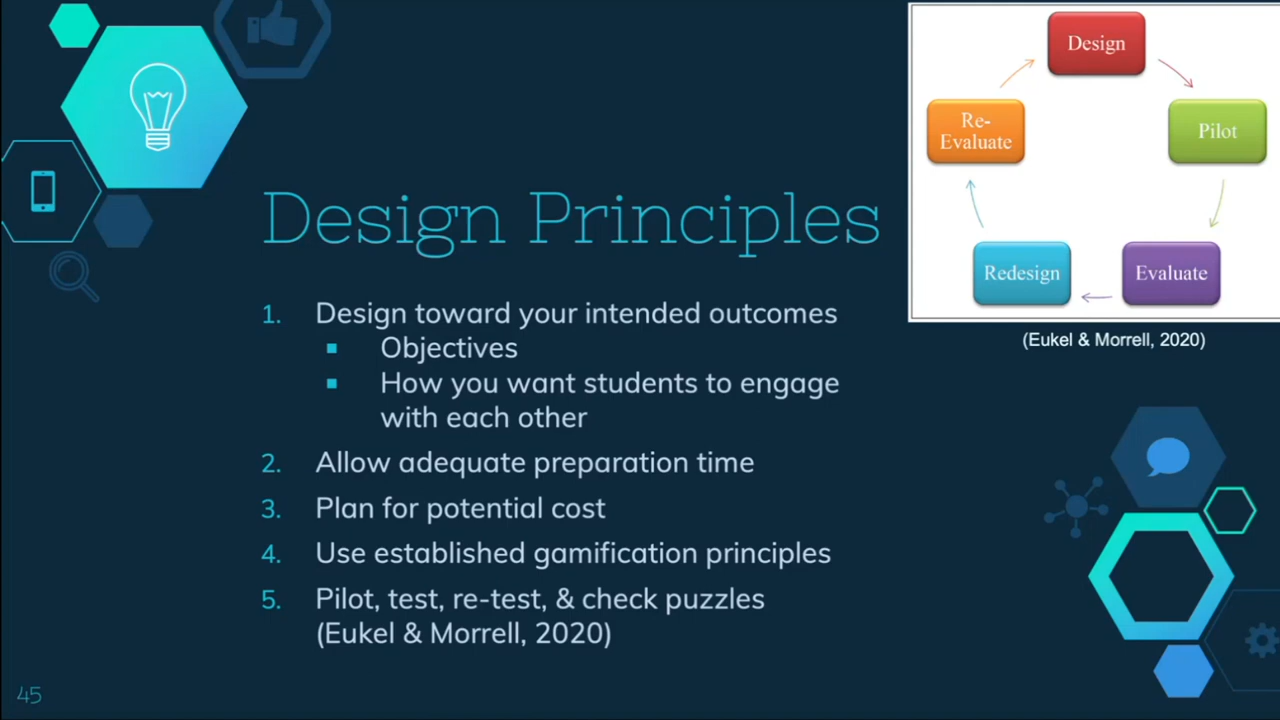 Design Principles
1. Design toward your intended outcomes
▪ Objectives
▪ How you want students to engage
with each other
2. Allow adequate preparation time
3. Plan for potential cost
4. Use established gamification principles
5. Pilot, test, re-test, & check puzzles
(Eukel & Morrell, 2020)
Design
Pilot
Evaluate
Redesign
Re-
Evaluate
(Eukel & Morrell, 2020)
45